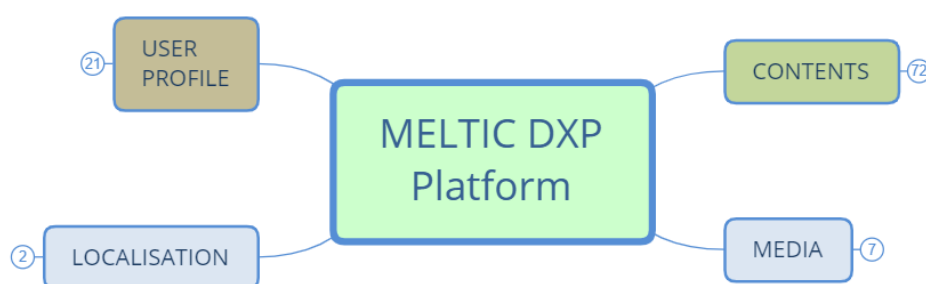 21
USER
PROFILE
CONTENTS
72
MELTIC DXP
Platform
2
LOCALISATION
MEDIA
7